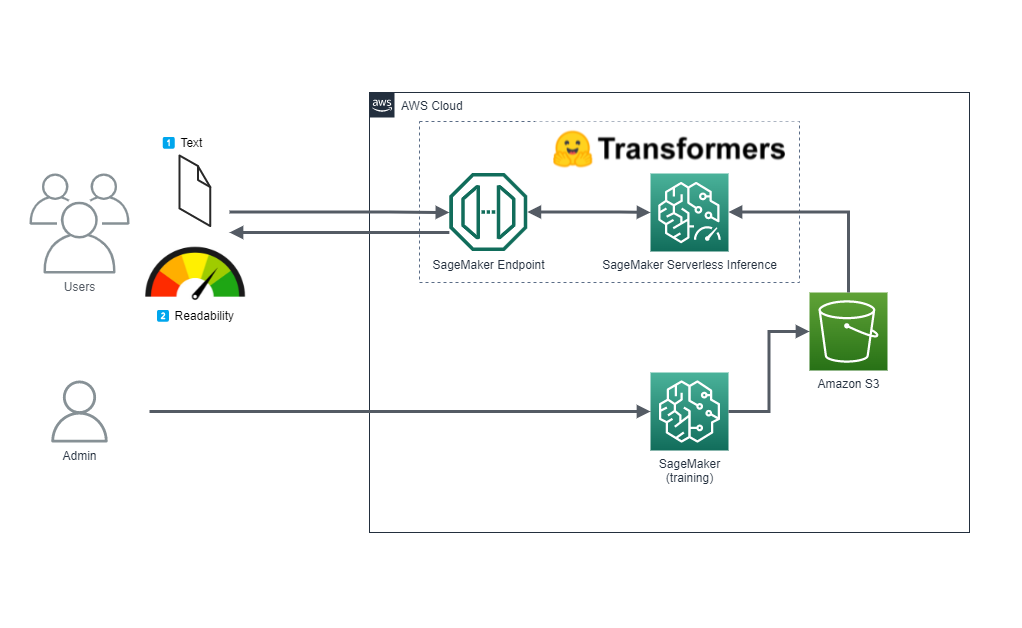 aws
AWS Cloud
1 Text
Transformers
Users
SageMaker Endpoint
SageMaker Serverless Inference
2 Readability
Amazon S3
Admin
SageMaker
(training)